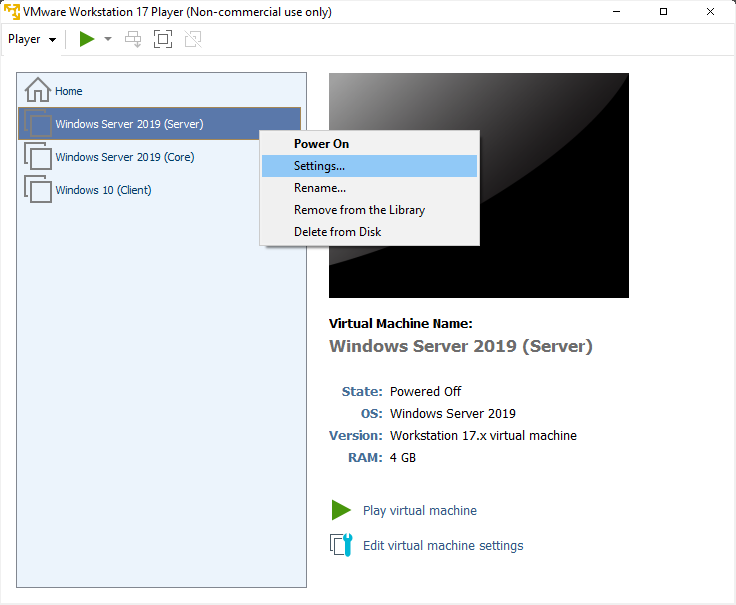 VMware Workstation 17 Player (Non-commercial use only)
Player
Home
Windows Server 2019 (Server)
Windows Server 2019 (Core)
Windows 10 (Client)
Power On
Settings...
Rename...
Remove from the Library
Delete from Disk
Virtual Machine Name:
Windows Server 2019 (Server)
State: Powered Off
OS: Windows Server 2019
Version: Workstation 17.x virtual machine
RAM: 4 GB
Play virtual machine
Edit virtual machine settings